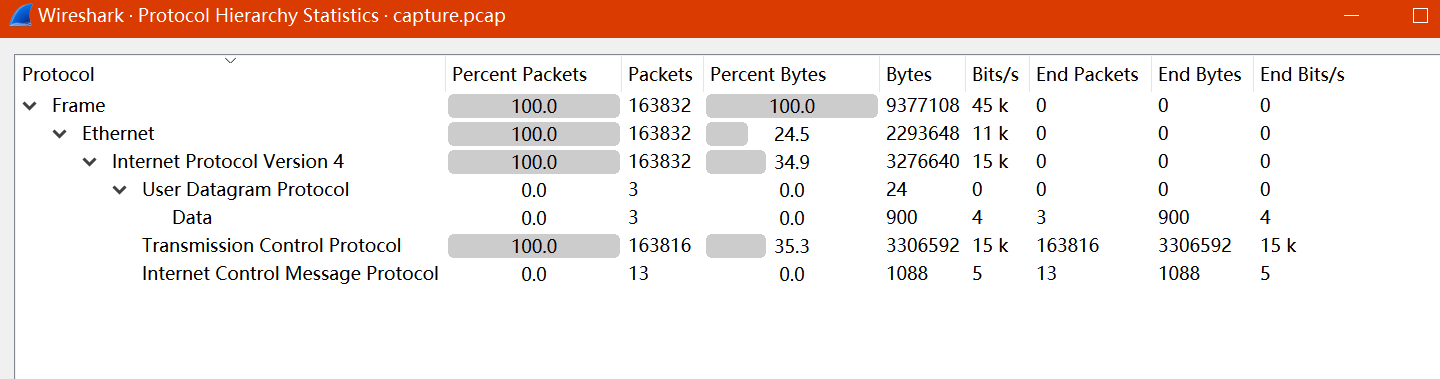 Wireshark · Protocol Hierarchy Statistics · capture.pcap
Protocol Percent Packets Packets Percent Bytes Bytes Bits/s End Packets End Bytes End Bits/s
Frame 100.0 163832 100.0 9377108 45 k 0 0 0
Ethernet 100.0 163832 24.5 2293648 11 k 0 0 0
Internet Protocol Version 4 100.0 163832 34.9 3276640 15 k 0 0 0
User Datagram Protocol 0.0 3 0.0 24 0 0 0 0
Data 0.0 3 0.0 900 4 3 900 4
Transmission Control Protocol 100.0 163816 35.3 3306592 15 k 163816 3306592 15 k
Internet Control Message Protocol 0.0 13 0.0 1088 5 13 1088 5